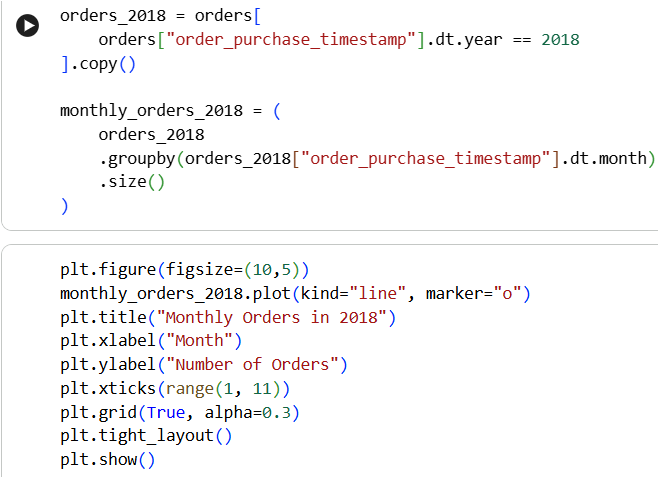 orders_2018 = orders[
    orders["order_purchase_timestamp"].dt.year == 2018
].copy()

monthly_orders_2018 = (
    orders_2018
    .groupby(orders_2018["order_purchase_timestamp"].dt.month)
    .size()
)

plt.figure(figsize=(10,5))
monthly_orders_2018.plot(kind="line", marker="o")
plt.title("Monthly Orders in 2018")
plt.xlabel("Month")
plt.ylabel("Number of Orders")
plt.xticks(range(1, 11))
plt.grid(True, alpha=0.3)
plt.tight_layout()
plt.show()